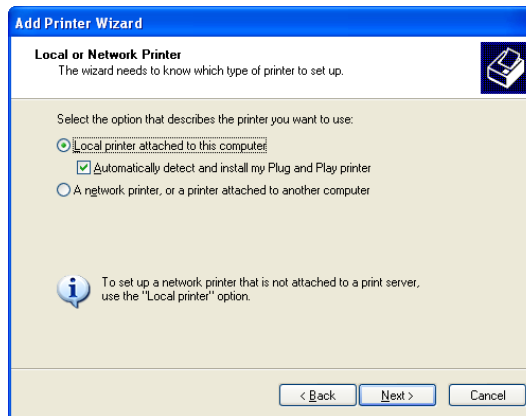 Add Printer Wizard
Local or Network Printer
The wizard needs to know which type of printer to set up.
Select the option that describes the printer you want to use:
Local printer attached to this computer
Automatically detect and install my Plug and Play printer
A network printer, or a printer attached to another computer
To set up a network printer that is not attached to a print server,
use the "Local printer" option.
< Back
Next >
Cancel